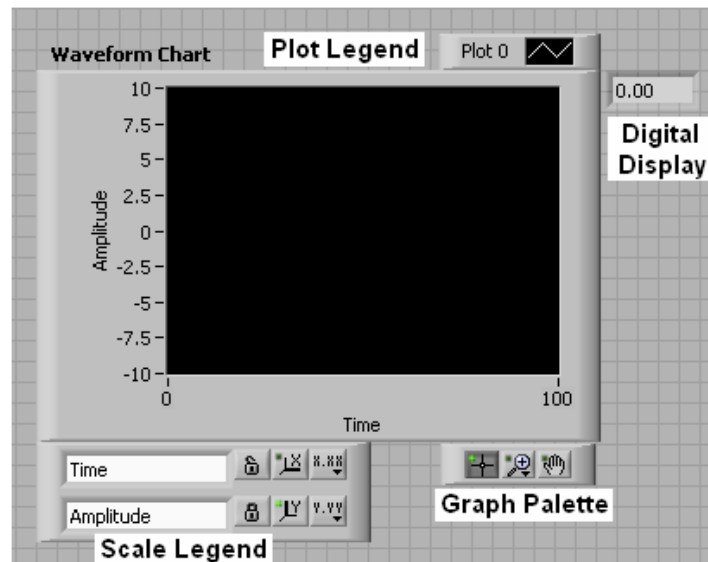 Waveform Chart
Plot Legend
Plot 0
0.00
Digital
Display
10
7.5
5
2.5
0
-2.5
-5
-7.5
-10
Amplitude
0
100
Time
Time
X
X.XX
Amplitude
Y
Y.YY
Scale Legend
Graph Palette